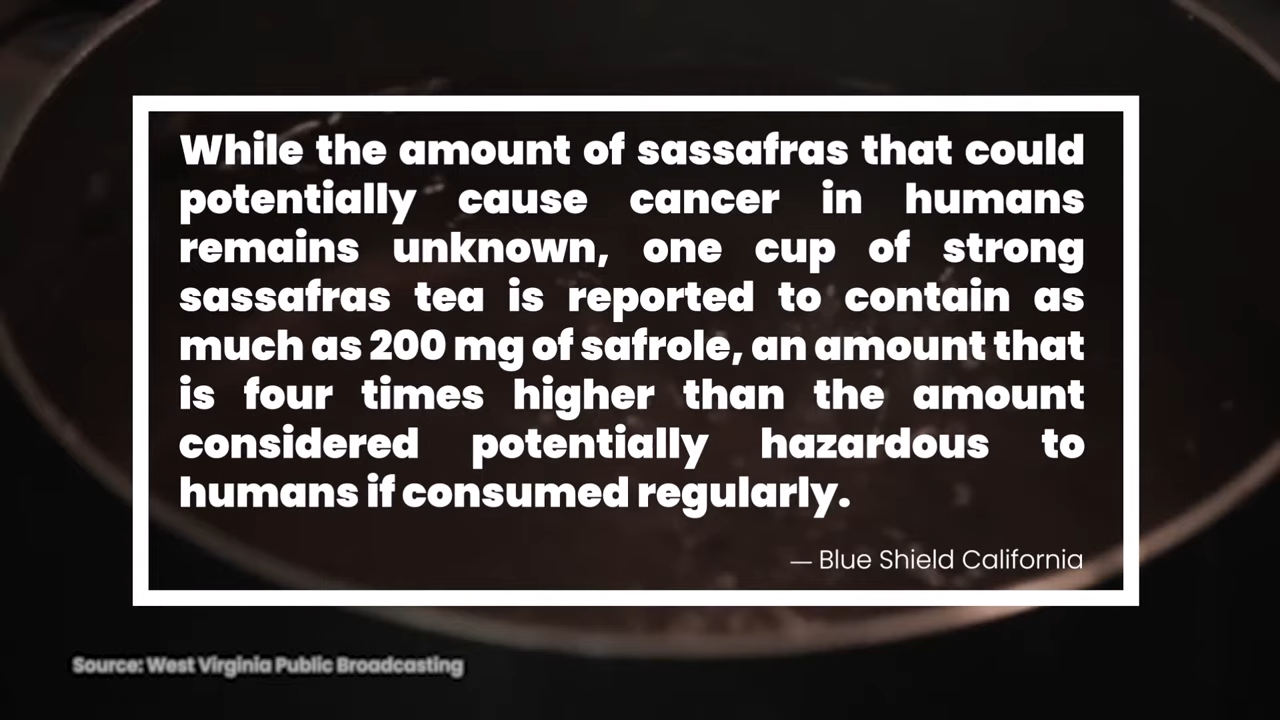 While the amount of sassafras that could
potentially cause cancer in humans
remains unknown, one cup of strong
sassafras tea is reported to contain as
much as 200 mg of safrole, an amount that
is four times higher than the amount
considered potentially hazardous to
humans if consumed regularly.
— Blue Shield California
Source: West Virginia Public Broadcasting